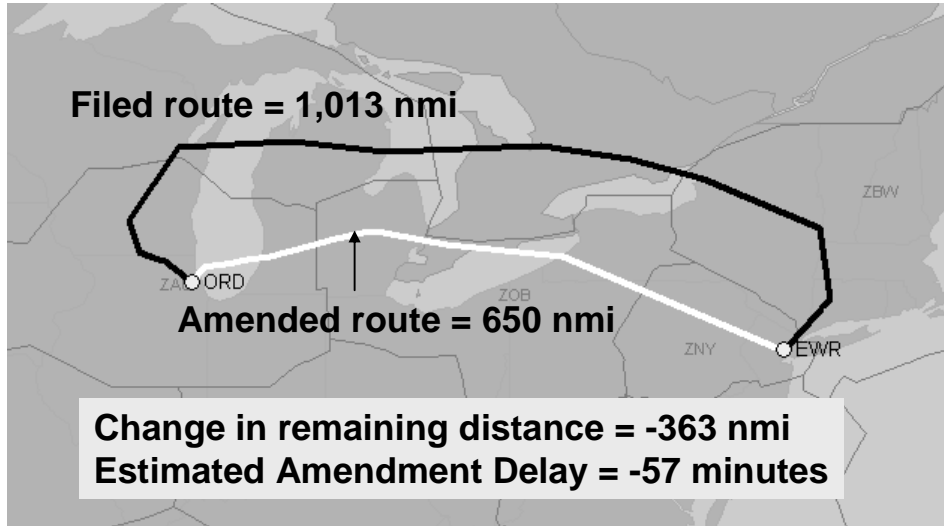 Filed route = 1,013 nmi
ZBW
ORD
ZOB
Amended route = 650 nmi
ZNY
EWR
Change in remaining distance = -363 nmi
Estimated Amendment Delay = -57 minutes